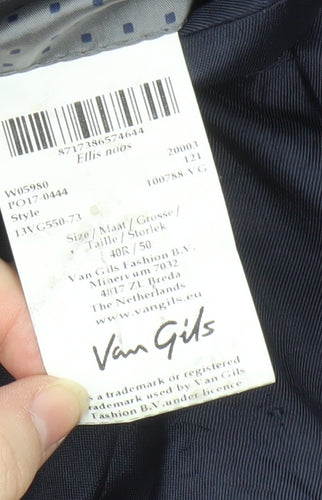 8717386574644
Ellis noos
W05980 20003
PO17-0444 121
Style 100788-VG
13VG550-73
Size / Maat / Grosse /
Taille / Storlek
40R / 50
Van Gils Fashion B.V.
Minervum 7032
4817 ZL Breda
The Netherlands
www.vangils.eu
Van Gils
is a trademark or registered
trademark used by Van Gils
Fashion B.V. under licence